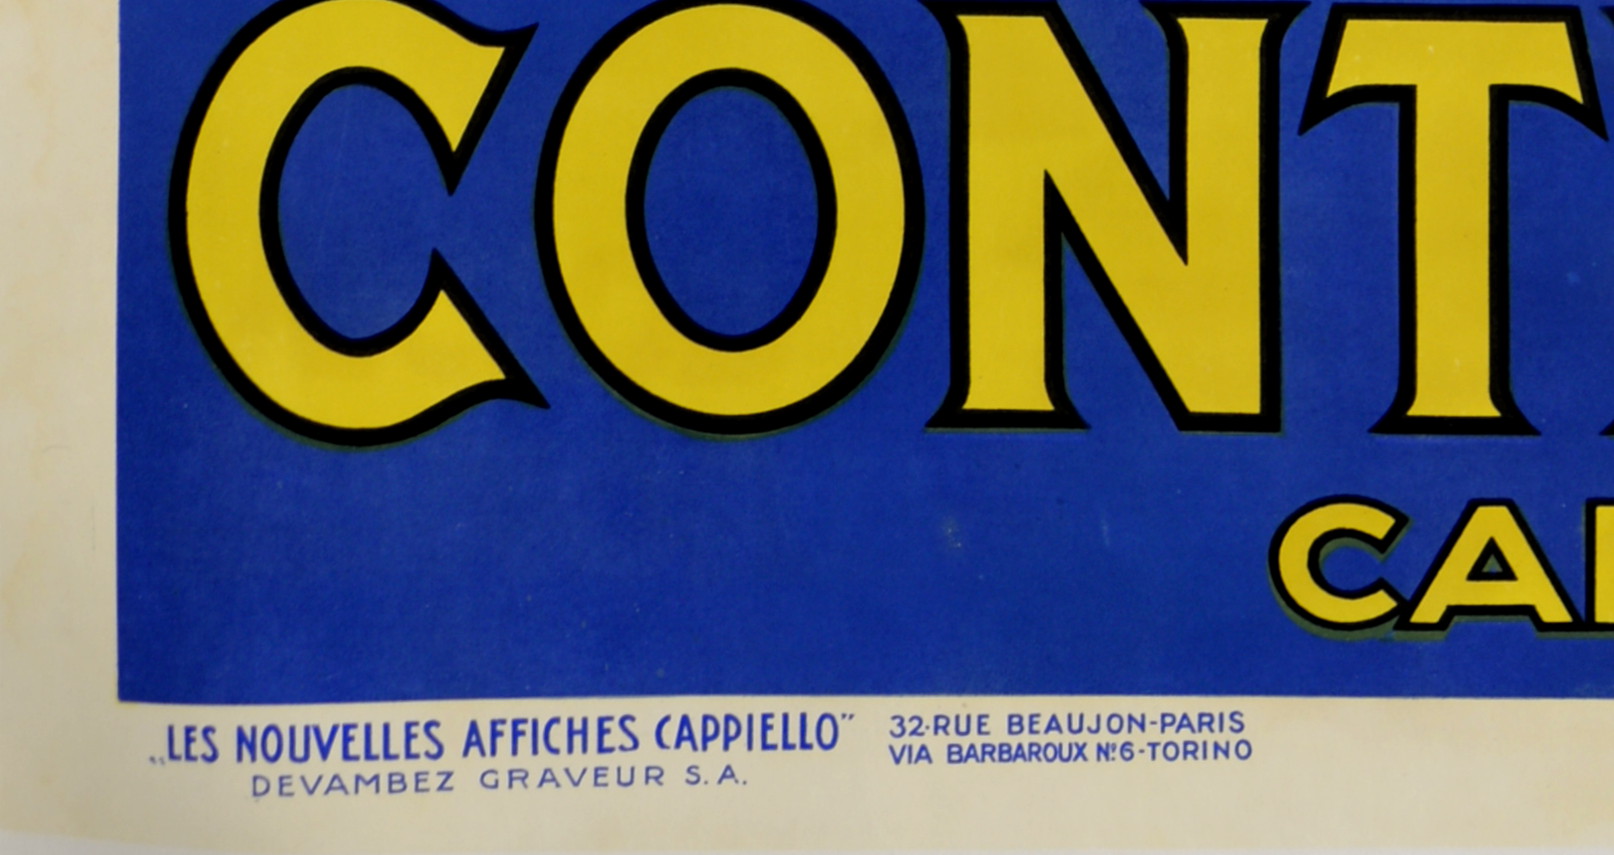 CONT
CA
„LES NOUVELLES AFFICHES CAPPIELLO”
DEVAMBEZ GRAVEUR S.A.
32·RUE BEAUJON-PARIS
VIA BARBAROUX Nº6-TORINO